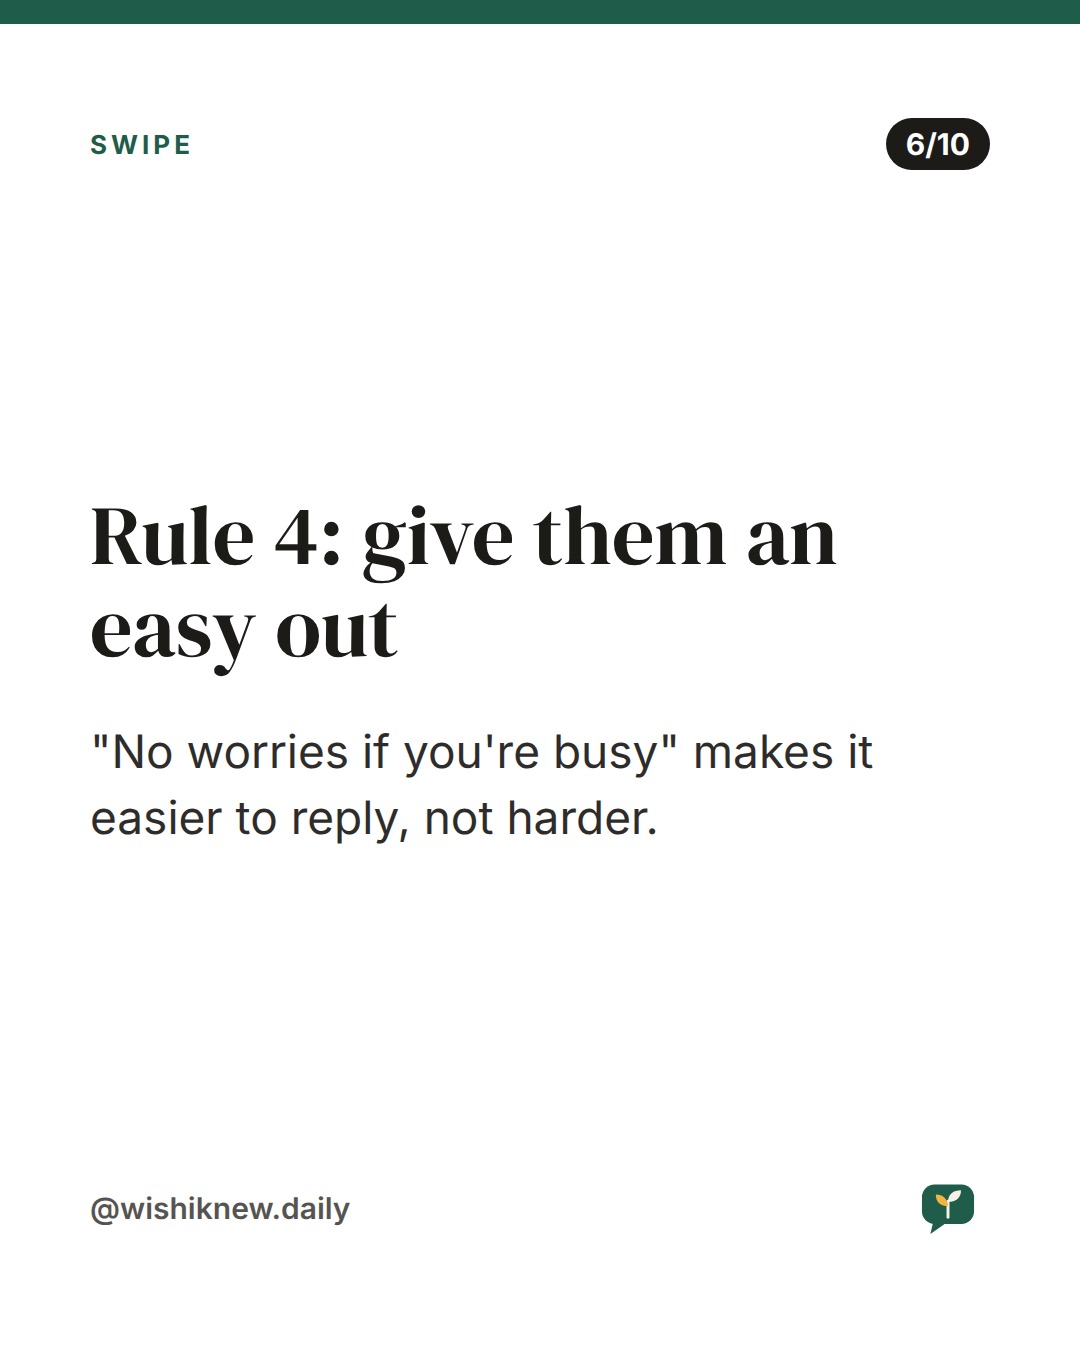 SWIPE
6/10
Rule 4: give them an
easy out
"No worries if you're busy" makes it
easier to reply, not harder.
@wishiknew.daily